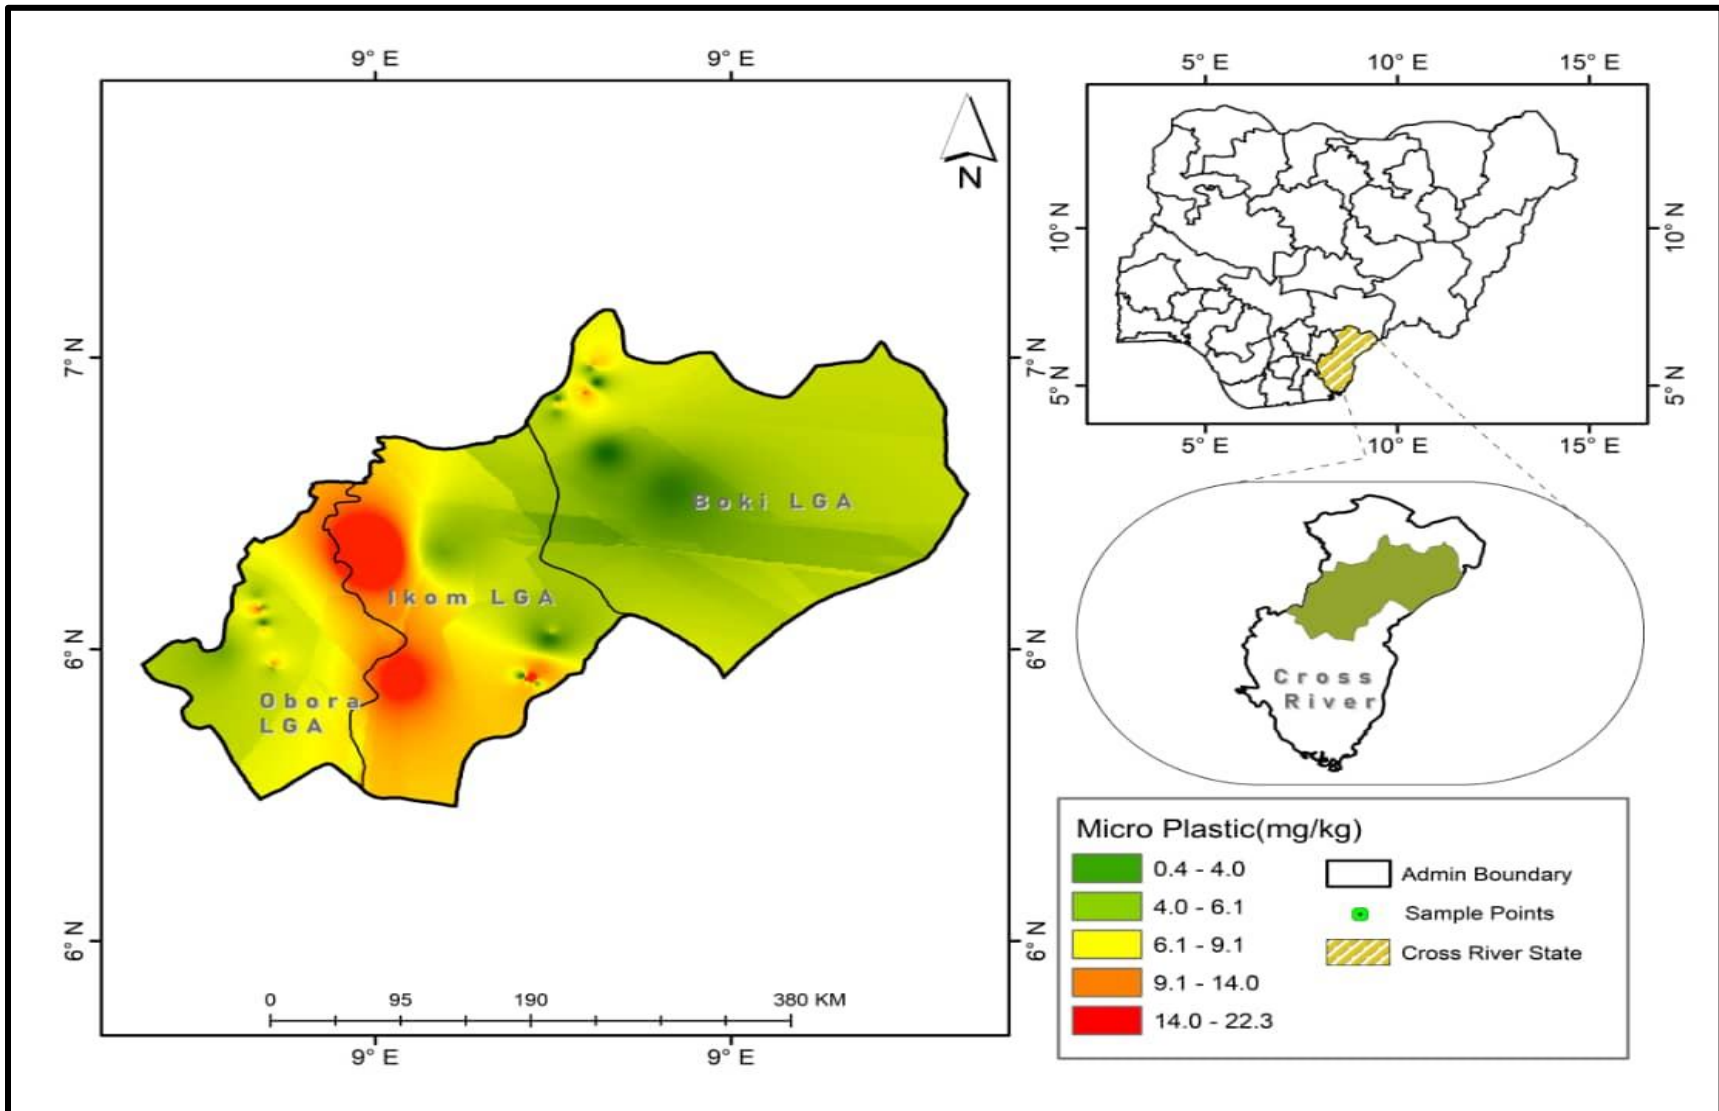 9° E
9° E
7° N
7° N
6° N
6° N
6° N
6° N
N
Boki LGA
Ikom LGA
Obora
LGA
0 95 190 380 KM
9° E
9° E
5° E 10° E 15° E
10° N
10° N
5° N
5° N
5° E 10° E 15° E
Cross
River
Micro Plastic(mg/kg)
0.4 - 4.0
4.0 - 6.1
6.1 - 9.1
9.1 - 14.0
14.0 - 22.3
Admin Boundary
Sample Points
Cross River State